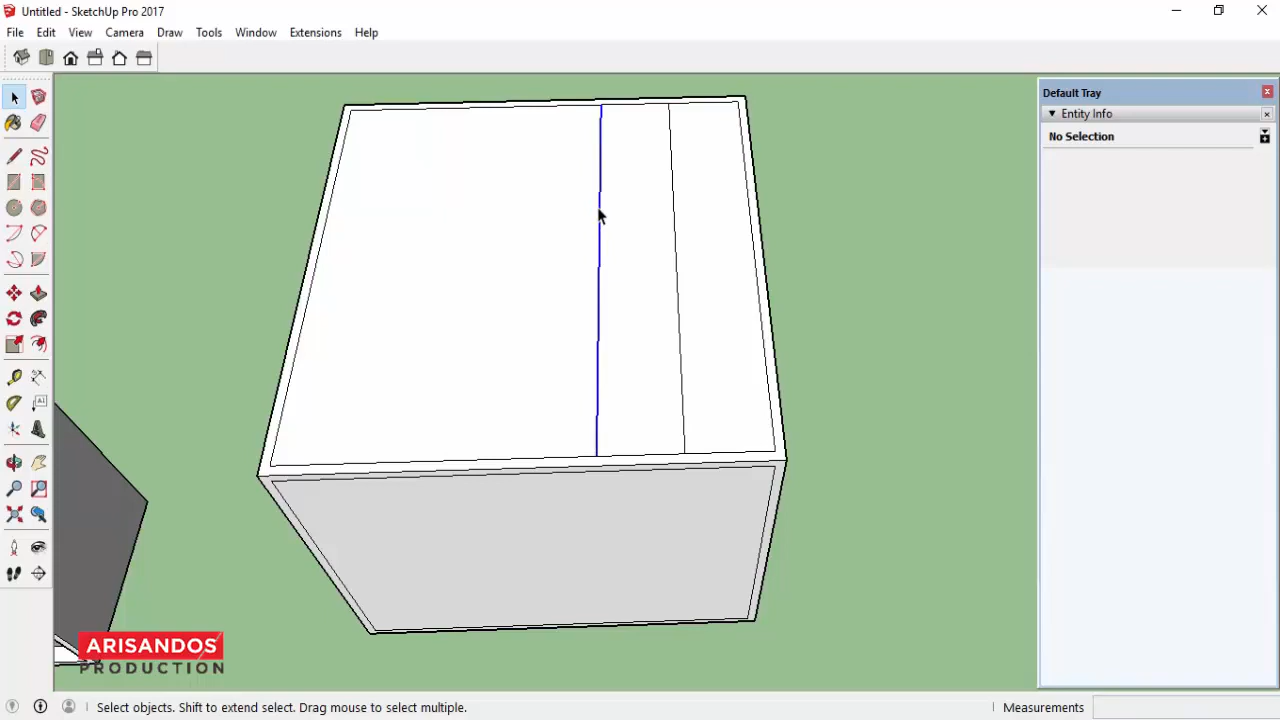 Untitled - SketchUp Pro 2017
File Edit View Camera Draw Tools Window Extensions Help
Default Tray
Entity Info
No Selection
ARISANDOS
PRODUCTION
Select objects. Shift to extend select. Drag mouse to select multiple.
Measurements